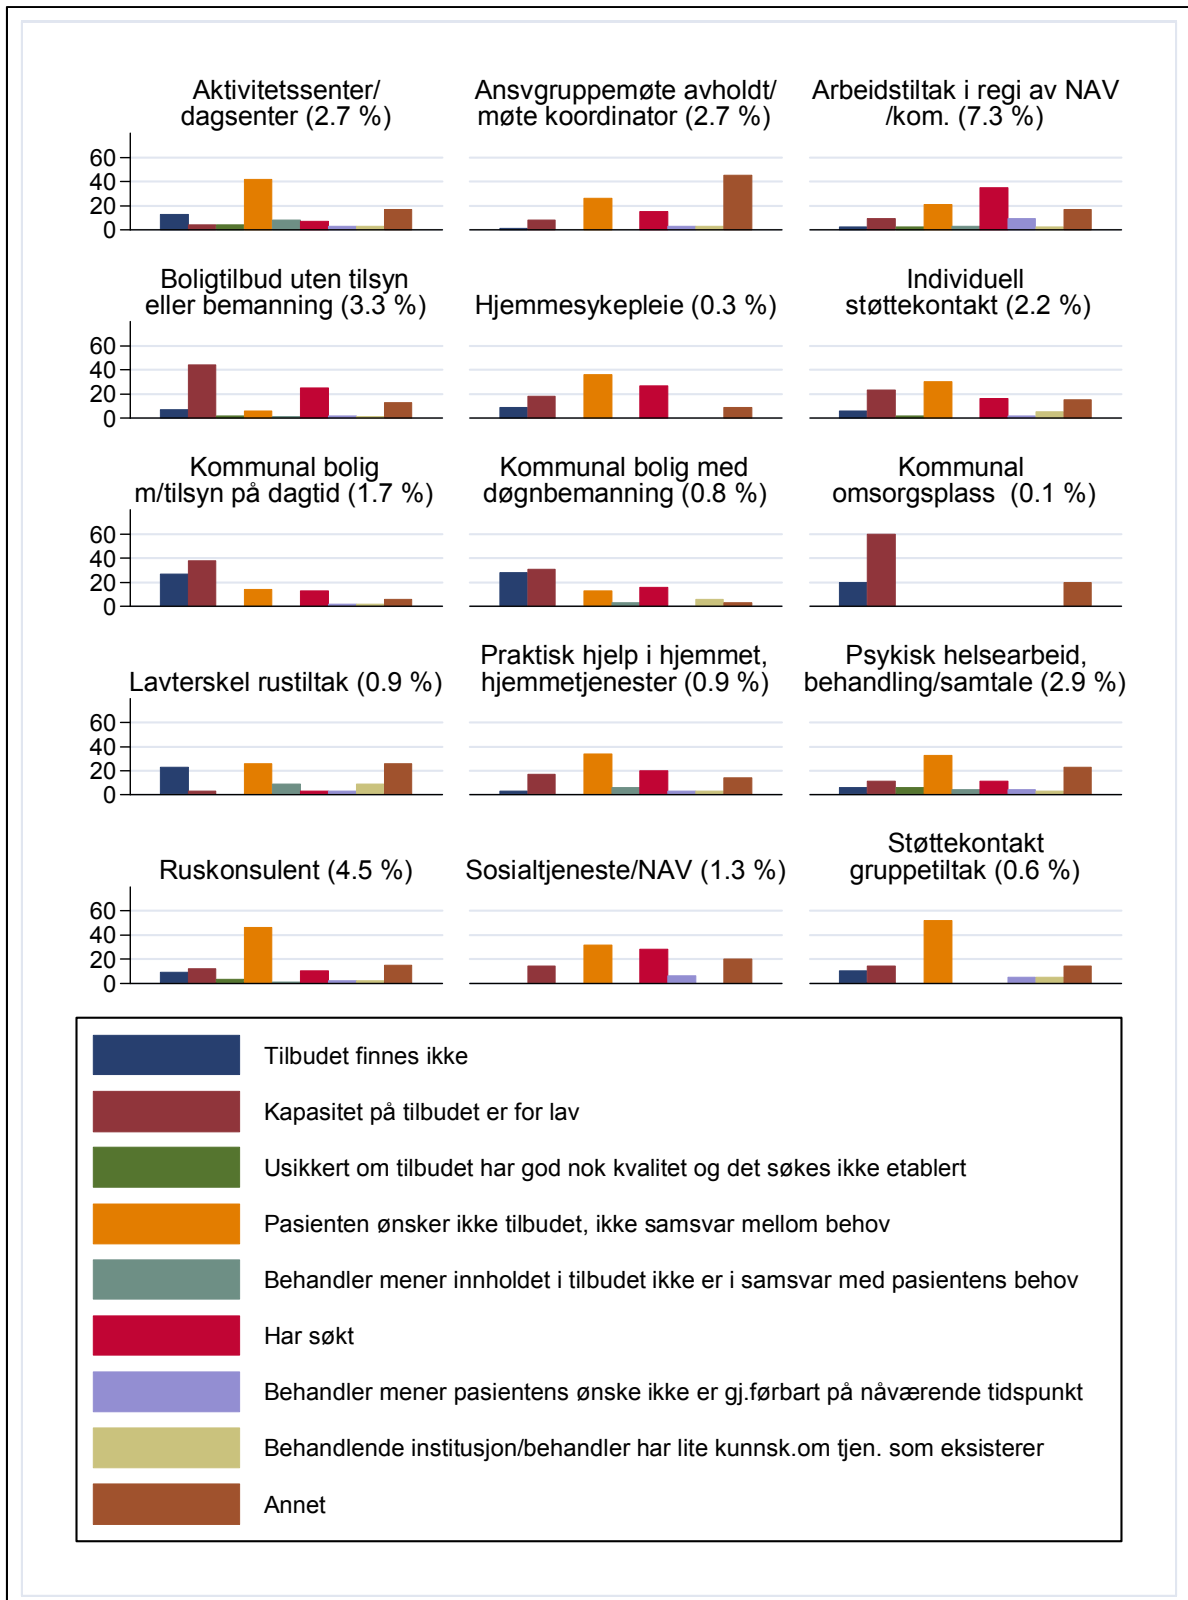 Aktivitetssenter/
dagsenter (2.7 %)
Ansvgruppemøte avholdt/
møte koordinator (2.7 %)
Arbeidstiltak i regi av NAV
/kom. (7.3 %)
60
40
20
0
Boligtilbud uten tilsyn
eller bemanning (3.3 %)
Hjemmesykepleie (0.3 %)
Individuell
støttekontakt (2.2 %)
60
40
20
0
Kommunal bolig
m/tilsyn på dagtid (1.7 %)
Kommunal bolig med
døgnbemanning (0.8 %)
Kommunal
omsorgsplass (0.1 %)
60
40
20
0
Lavterskel rustiltak (0.9 %)
Praktisk hjelp i hjemmet,
hjemmetjenester (0.9 %)
Psykisk helsearbeid,
behandling/samtale (2.9 %)
60
40
20
0
Ruskonsulent (4.5 %)
Sosialtjeneste/NAV (1.3 %)
Støttekontakt
gruppetiltak (0.6 %)
60
40
20
0
Tilbudet finnes ikke
Kapasitet på tilbudet er for lav
Usikkert om tilbudet har god nok kvalitet og det søkes ikke etablert
Pasienten ønsker ikke tilbudet, ikke samsvar mellom behov
Behandler mener innholdet i tilbudet ikke er i samsvar med pasientens behov
Har søkt
Behandler mener pasientens ønske ikke er gj.førbart på nåværende tidspunkt
Behandlende institusjon/behandler har lite kunnsk.om tjen. som eksisterer
Annet